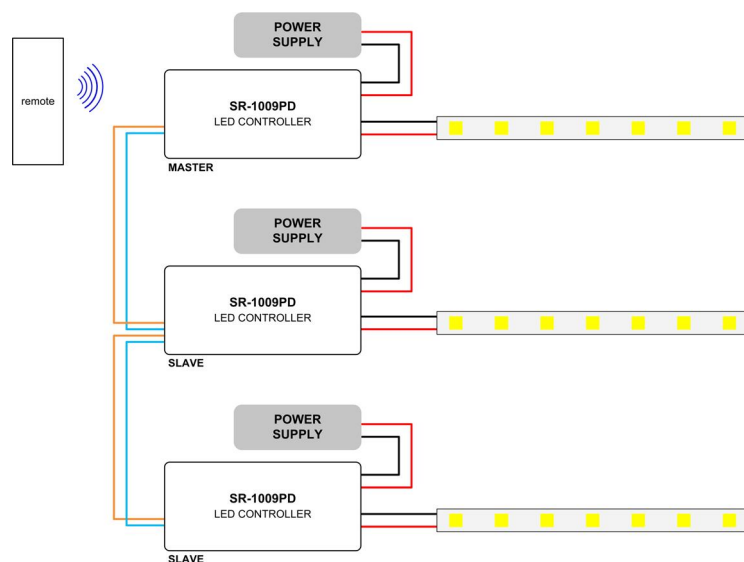 POWER
SUPPLY
remote
SR-1009PD
LED CONTROLLER
MASTER
POWER
SUPPLY
SR-1009PD
LED CONTROLLER
SLAVE
POWER
SUPPLY
SR-1009PD
LED CONTROLLER
SLAVE